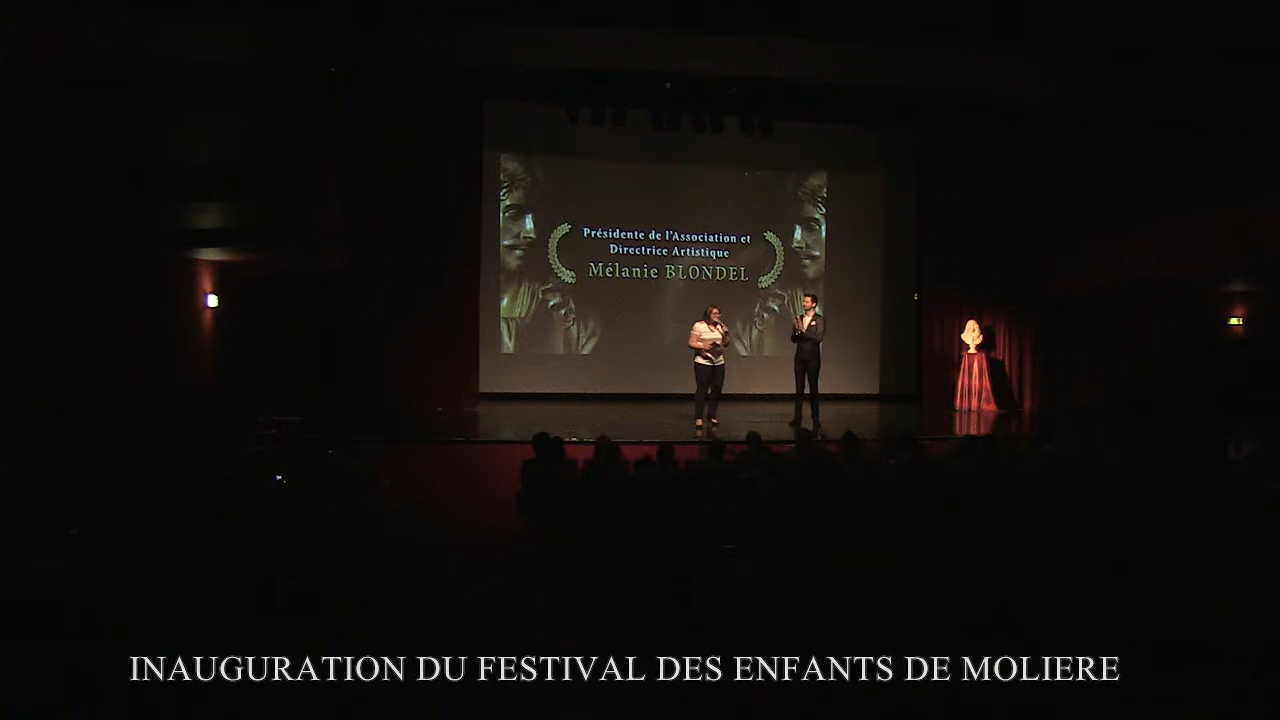 Présidente de l'Association et
Directrice Artistique
Mélanie BLONDEL
INAUGURATION DU FESTIVAL DES ENFANTS DE MOLIERE